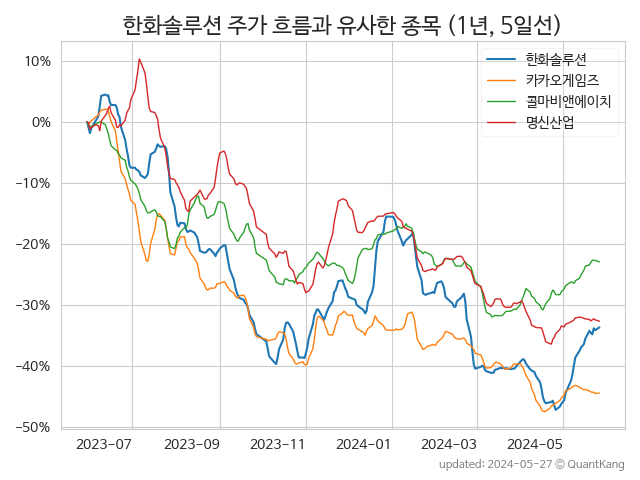 한화솔루션 주가 흐름과 유사한 종목 (1년, 5일선)
한화솔루션
카카오게임즈
콜마비앤에이치
명신산업
10%
0%
−10%
−20%
−30%
−40%
−50%
2023-07 2023-09 2023-11 2024-01 2024-03 2024-05
updated: 2024-05-27 © QuantKang